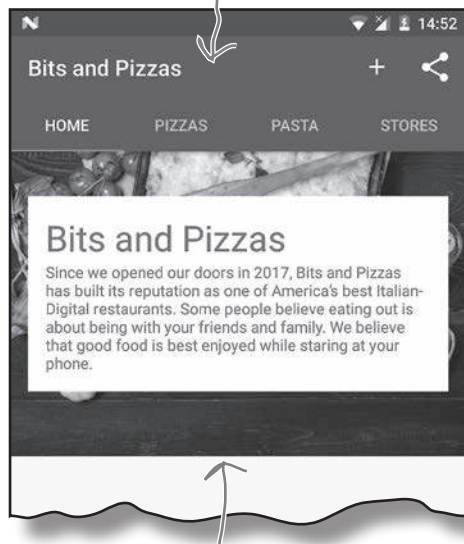 14:52
Bits and Pizzas
+
HOME PIZZAS PASTA STORES
Bits and Pizzas
Since we opened our doors in 2017, Bits and Pizzas
has built its reputation as one of America's best Italian-
Digital restaurants. Some people believe eating out is
about being with your friends and family. We believe
that good food is best enjoyed while staring at your
phone.